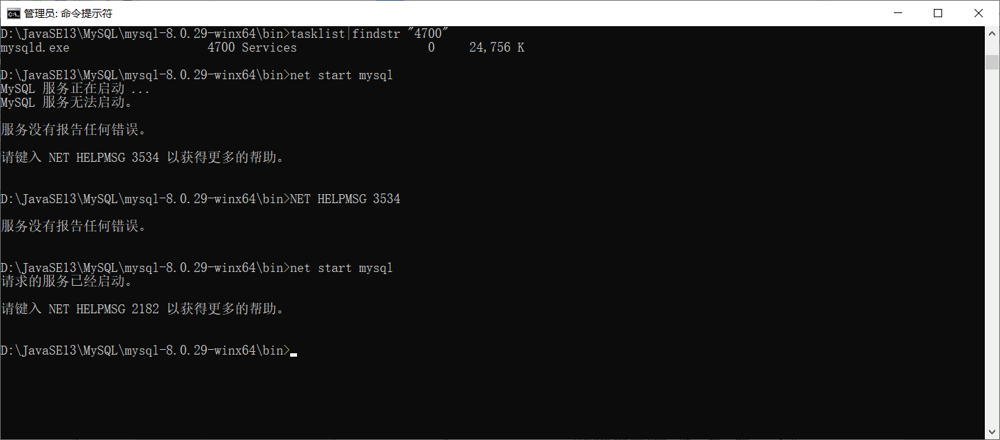 管理员: 命令提示符
D:\JavaSE13\MySQL\mysql-8.0.29-winx64\bin>tasklist|findstr "4700"
mysqld.exe                    4700 Services                   0     24,756 K
D:\JavaSE13\MySQL\mysql-8.0.29-winx64\bin>net start mysql
MySQL 服务正在启动 ...
MySQL 服务无法启动。
服务没有报告任何错误。
请键入 NET HELPMSG 3534 以获得更多的帮助。
D:\JavaSE13\MySQL\mysql-8.0.29-winx64\bin>NET HELPMSG 3534
服务没有报告任何错误。
D:\JavaSE13\MySQL\mysql-8.0.29-winx64\bin>net start mysql
请求的服务已经启动。
请键入 NET HELPMSG 2182 以获得更多的帮助。
D:\JavaSE13\MySQL\mysql-8.0.29-winx64\bin>